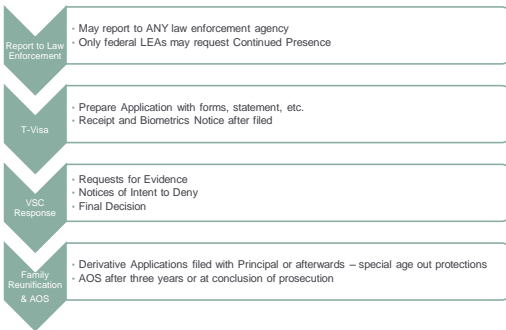 Report to Law
Enforcement
• May report to ANY law enforcement agency
• Only federal LEAs may request Continued Presence
T-Visa
• Prepare Application with forms, statement, etc.
• Receipt and Biometrics Notice after filed
VSC
Response
• Requests for Evidence
• Notices of Intent to Deny
• Final Decision
Family
Reunification
& AOS
• Derivative Applications filed with Principal or afterwards – special age out protections
• AOS after three years or at conclusion of prosecution